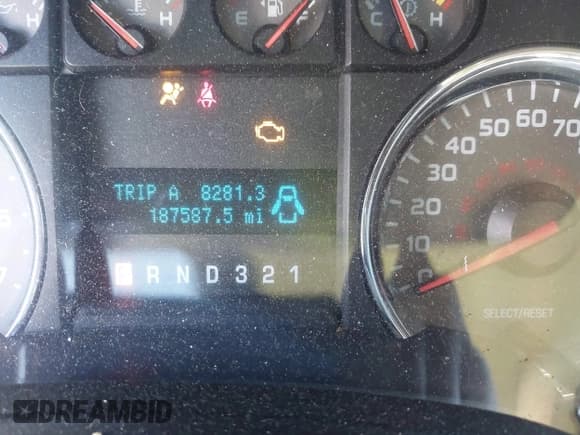 H
E
F
C
H
TRIP A 8281.3
187587.5 mi
P R N D 3 2 1
0
10
20
30
40
50
60
70
SELECT/RESET
DREAMBID